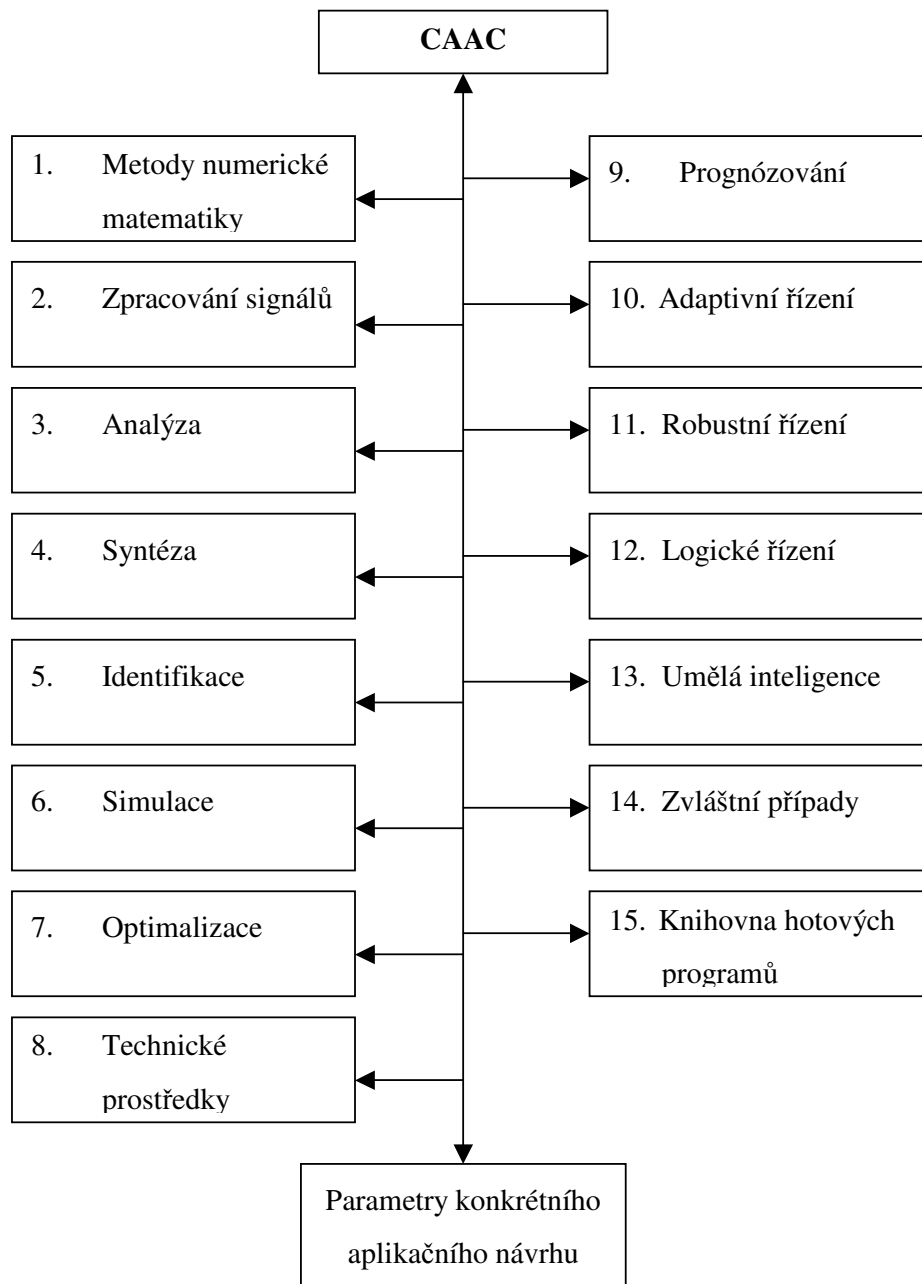 CAAC
1. Metody numerické
matematiky
2. Zpracování signálů
3. Analýza
4. Syntéza
5. Identifikace
6. Simulace
7. Optimalizace
8. Technické
prostředky
9. Prognózování
10. Adaptivní řízení
11. Robustní řízení
12. Logické řízení
13. Umělá inteligence
14. Zvláštní případy
15. Knihovna hotových
programů
Parametry konkrétního
aplikačního návrhu